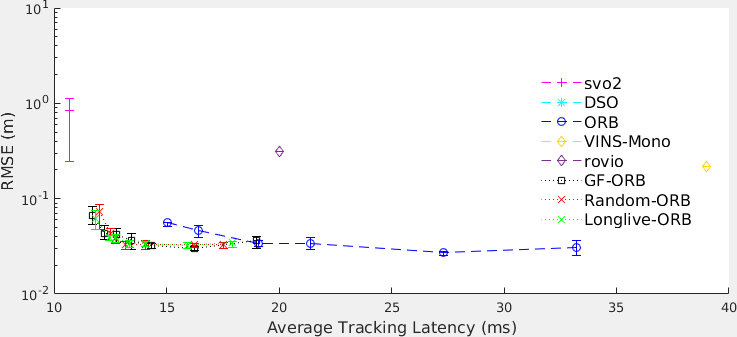 10^1
10^0
10^-1
10^-2
RMSE (m)
svo2
DSO
ORB
VINS-Mono
rovio
GF-ORB
Random-ORB
Longlive-ORB
10 15 20 25 30 35 40
Average Tracking Latency (ms)